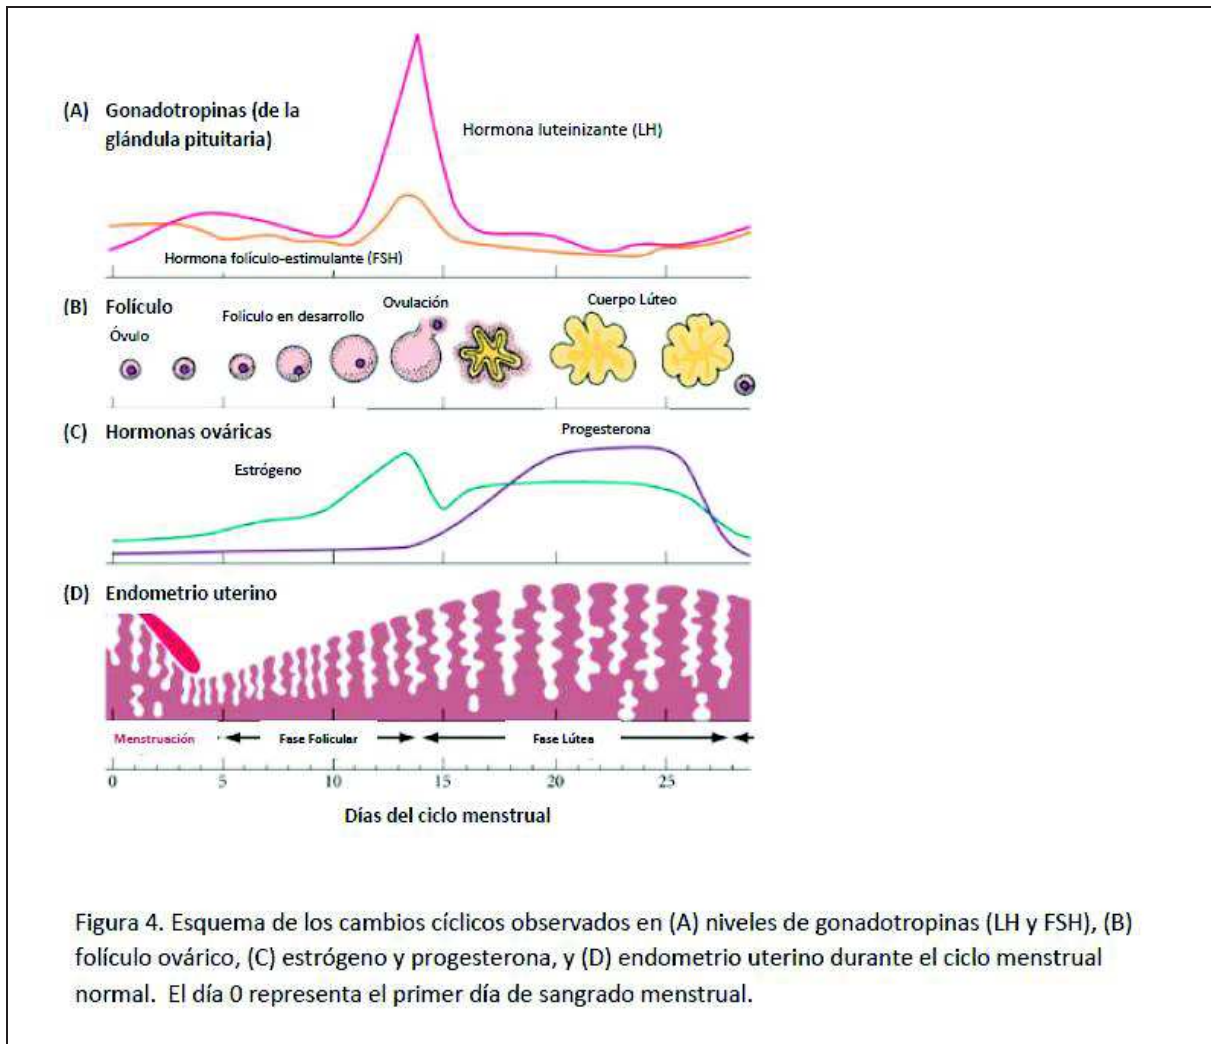 (A) Gonadotropinas (de la
glándula pituitaria)
Hormona luteinizante (LH)
Hormona folículo-estimulante (FSH)
(B) Folículo
Óvulo
Folículo en desarrollo
Ovulación
Cuerpo Lúteo
(C) Hormonas ováricas
Estrógeno
Progesterona
(D) Endometrio uterino
Menstruación
Fase Folicular
Fase Lútea
0 5 10 15 20 25
Días del ciclo menstrual
Figura 4. Esquema de los cambios cíclicos observados en (A) niveles de gonadotropinas (LH y FSH), (B)
folículo ovárico, (C) estrógeno y progesterona, y (D) endometrio uterino durante el ciclo menstrual
normal. El día 0 representa el primer día de sangrado menstrual.